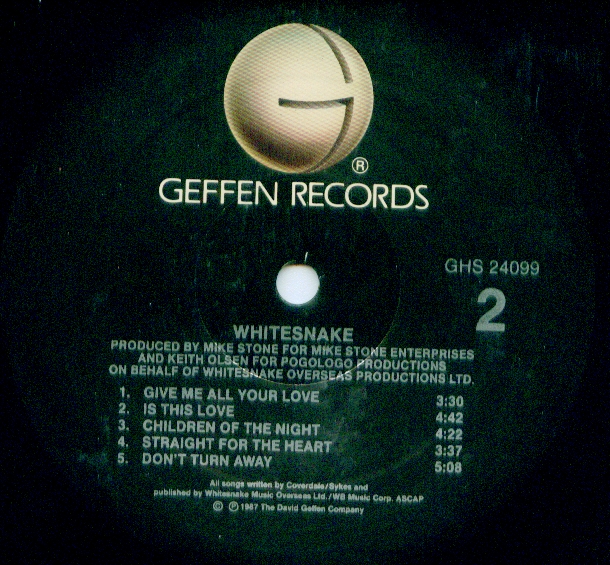 G
®
GEFFEN RECORDS
GHS 24099
2
WHITESNAKE
PRODUCED BY MIKE STONE FOR MIKE STONE ENTERPRISES
AND KEITH OLSEN FOR POGOLOGO PRODUCTIONS
ON BEHALF OF WHITESNAKE OVERSEAS PRODUCTIONS LTD.
1. GIVE ME ALL YOUR LOVE 3:30
2. IS THIS LOVE 4:42
3. CHILDREN OF THE NIGHT 4:22
4. STRAIGHT FOR THE HEART 3:37
5. DON'T TURN AWAY 5:08
All songs written by Coverdale/Sykes and
published by Whitesnake Music Overseas Ltd./WB Music Corp. ASCAP
© ℗ 1987 The David Geffen Company